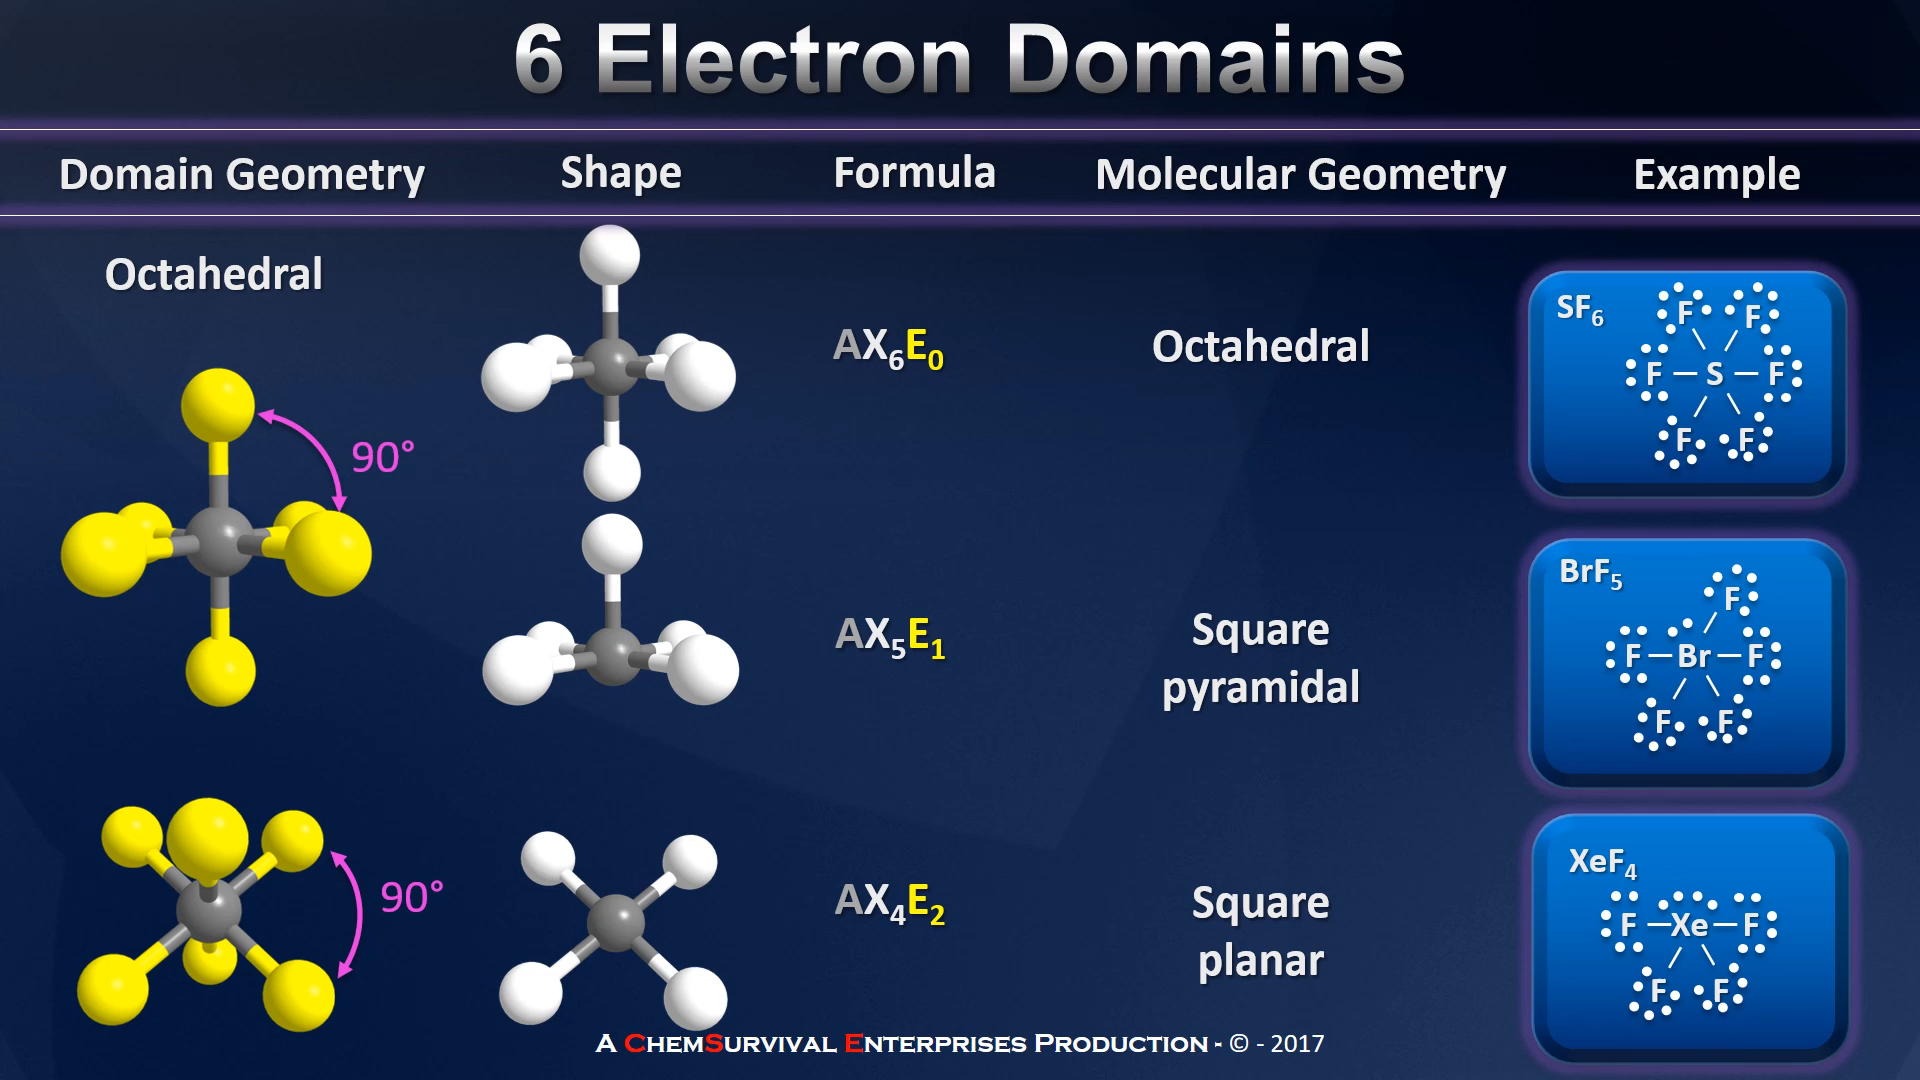 6 Electron Domains
Domain Geometry Shape Formula Molecular Geometry Example
Octahedral
90°
AX₆E₀
Octahedral
SF₆
F F
F S F
F F
AX₅E₁
Square
pyramidal
BrF₅
F
F Br F
F F
90°
AX₄E₂
Square
planar
XeF₄
F Xe F
F F
A ChemSurvival Enterprises Production - © - 2017